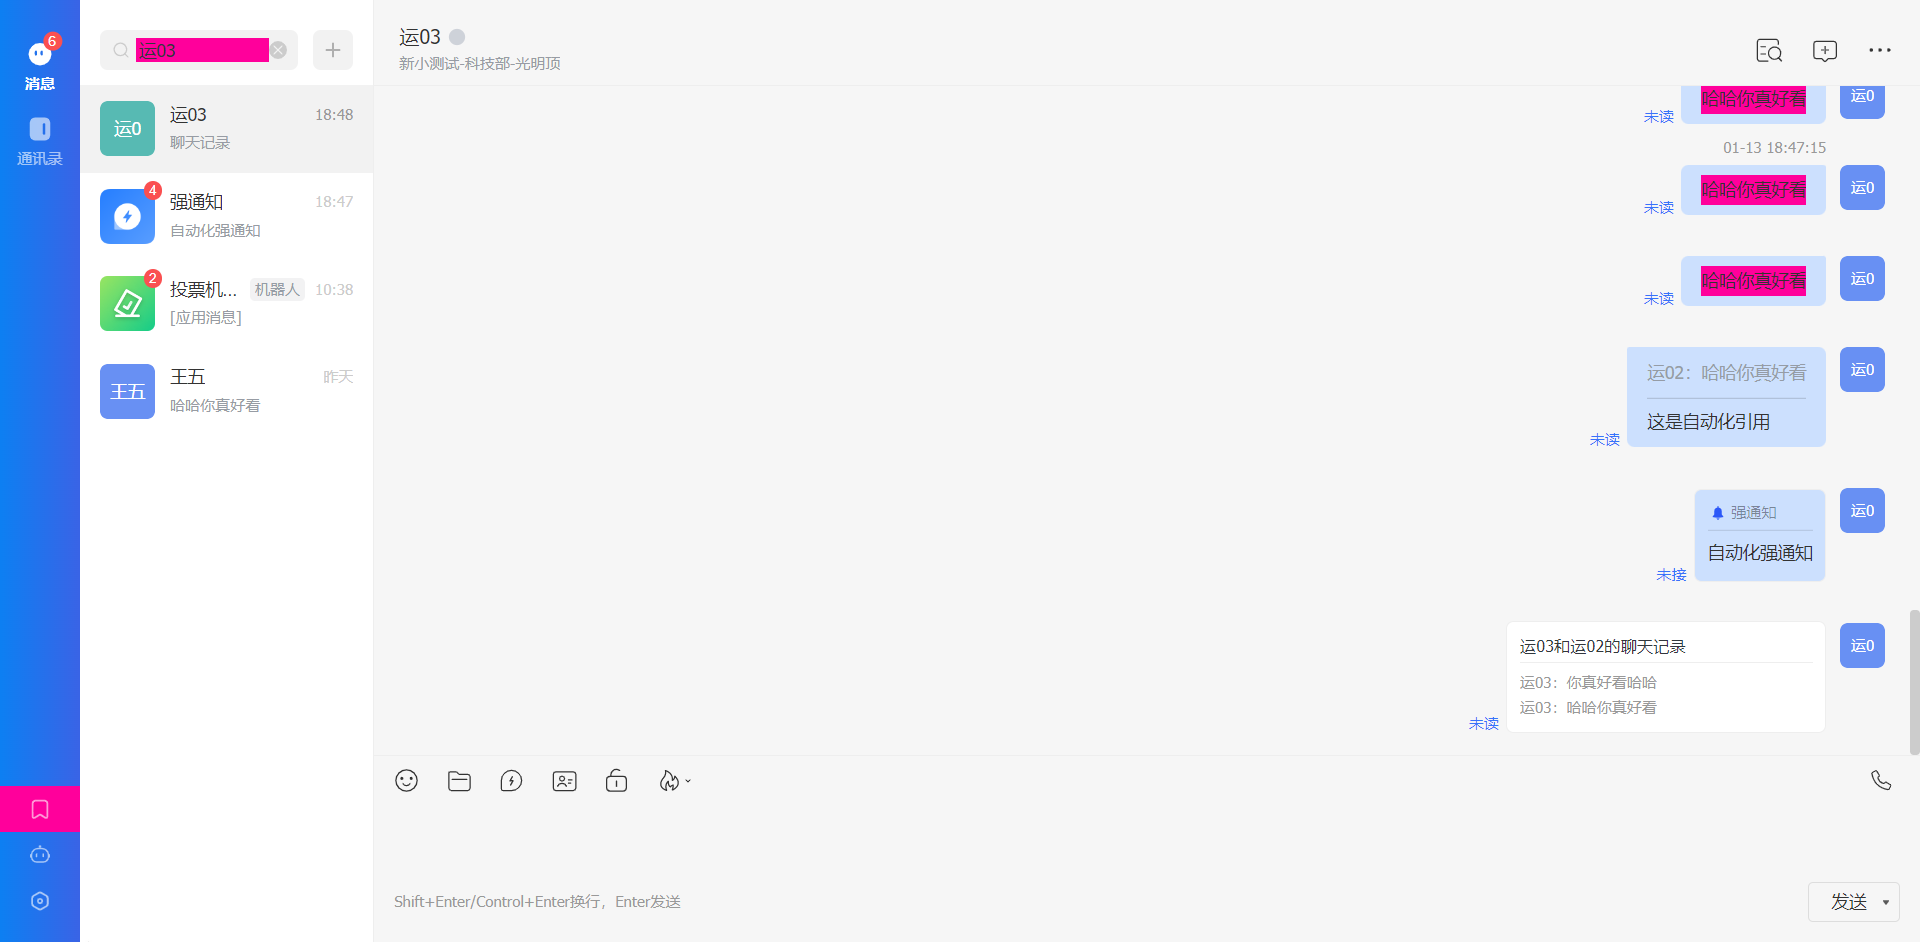 6
消息
通讯录
运03
运0
运03
18:48
聊天记录
4
强通知
18:47
自动化强通知
2
投票机...
机器人
10:38
[应用消息]
王五
王五
昨天
哈哈你真好看
运03
新小测试-科技部-光明顶
哈哈你真好看
运0
未读
01-13 18:47:15
哈哈你真好看
运0
未读
哈哈你真好看
运0
未读
运02：哈哈你真好看
运0
这是自动化引用
未读
强通知
运0
自动化强通知
未接
运03和运02的聊天记录
运0
运03：你真好看哈哈
运03：哈哈你真好看
未读
Shift+Enter/Control+Enter换行，Enter发送
发送